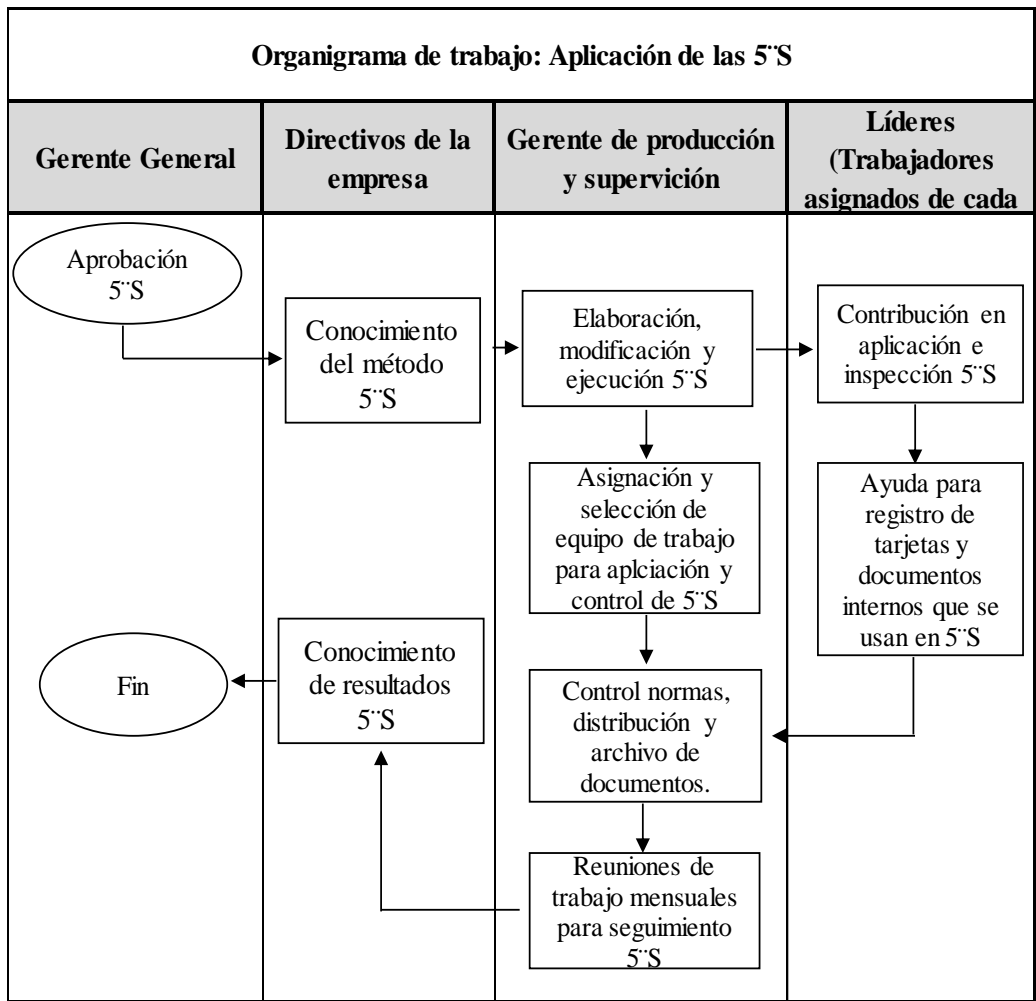 Organigrama de trabajo: Aplicación de las 5¨S
Gerente General
Directivos de la
empresa
Gerente de producción
y supervición
Líderes
(Trabajadores
asignados de cada
Aprobación
5¨S
Conocimiento
del método
5¨S
Elaboración,
modificación y
ejecución 5¨S
Contribución en
aplicación e
inspección 5¨S
Asignación y
selección de
equipo de trabajo
para aplciación y
control de 5¨S
Ayuda para
registro de
tarjetas y
documentos
internos que se
usan en 5¨S
Fin
Conocimiento
de resultados
5¨S
Control normas,
distribución y
archivo de
documentos.
Reuniones de
trabajo mensuales
para seguimiento
5¨S